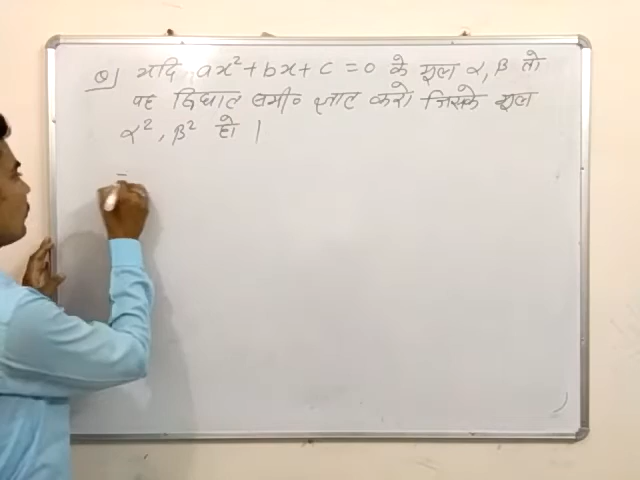 Q] यदि ax² + bx + c = 0 के मूल α, β तो
वह द्विघात समी० ज्ञात करो जिसके मूल
α², β² हो ।